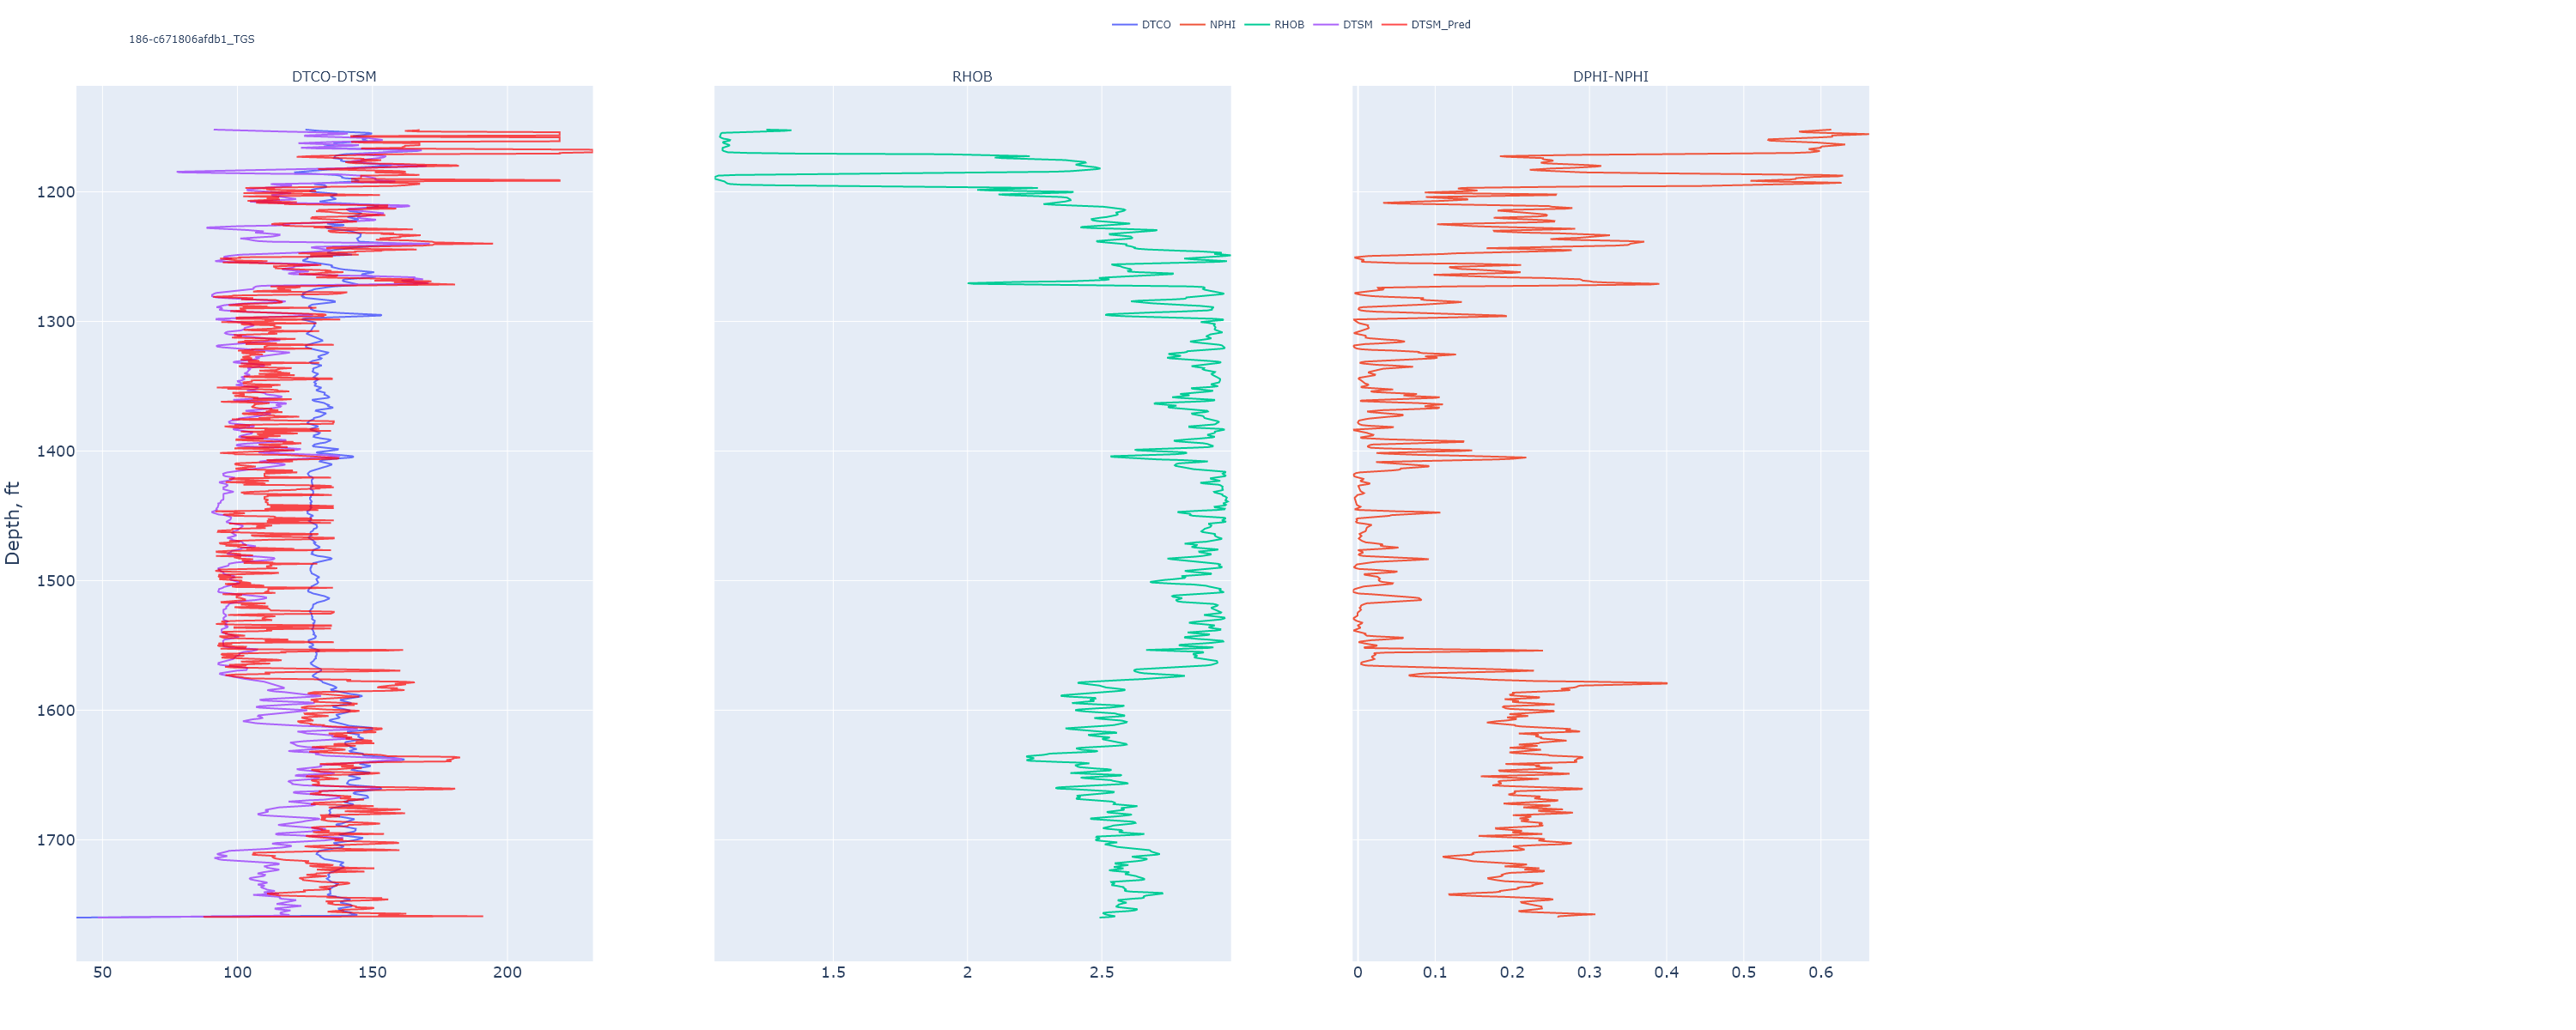 DTCO NPHI RHOB DTSM DTSM_Pred
186-c671806afdb1_TGS
DTCO-DTSM RHOB DPHI-NPHI
1200
1300
1400
1500
1600
1700
Depth, ft
50 100 150 200 1.5 2 2.5 0 0.1 0.2 0.3 0.4 0.5 0.6